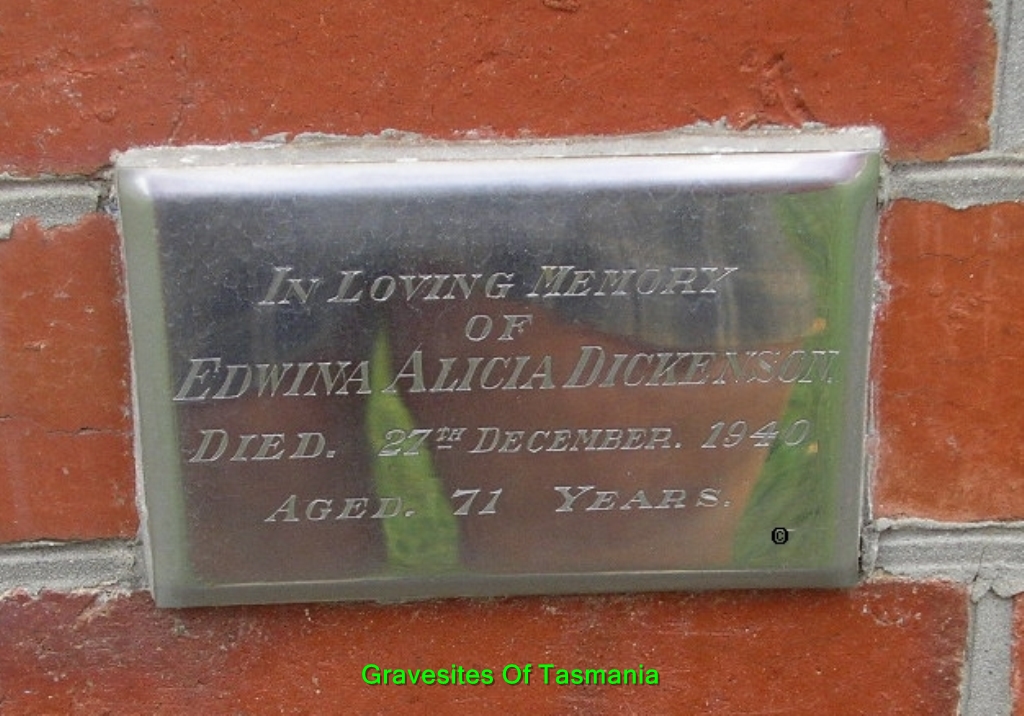 IN LOVING MEMORY
OF
EDWINA ALICIA DICKENSON
DIED. 27TH DECEMBER. 1940.
AGED. 71 YEARS.
©
Gravesites Of Tasmania